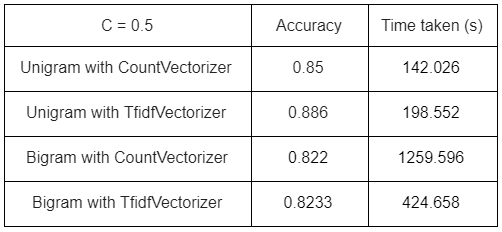 C = 0.5 Accuracy Time taken (s)
Unigram with CountVectorizer 0.85 142.026
Unigram with TfidfVectorizer 0.886 198.552
Bigram with CountVectorizer 0.822 1259.596
Bigram with TfidfVectorizer 0.8233 424.658